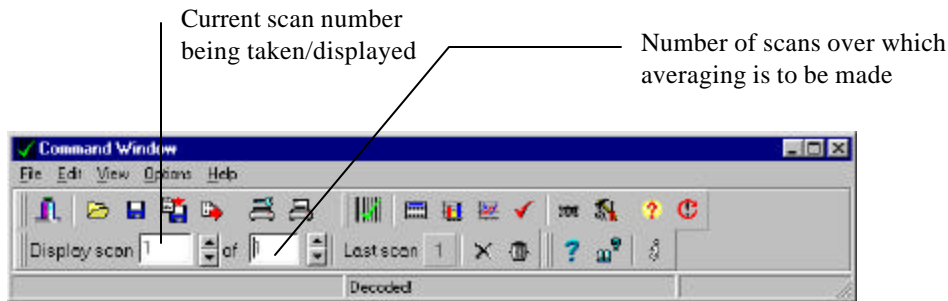 Current scan number
being taken/displayed
Number of scans over which
averaging is to be made
Command Window
File Edit View Options Help
Display scan 1 of 1 Last scan 1
Decoded